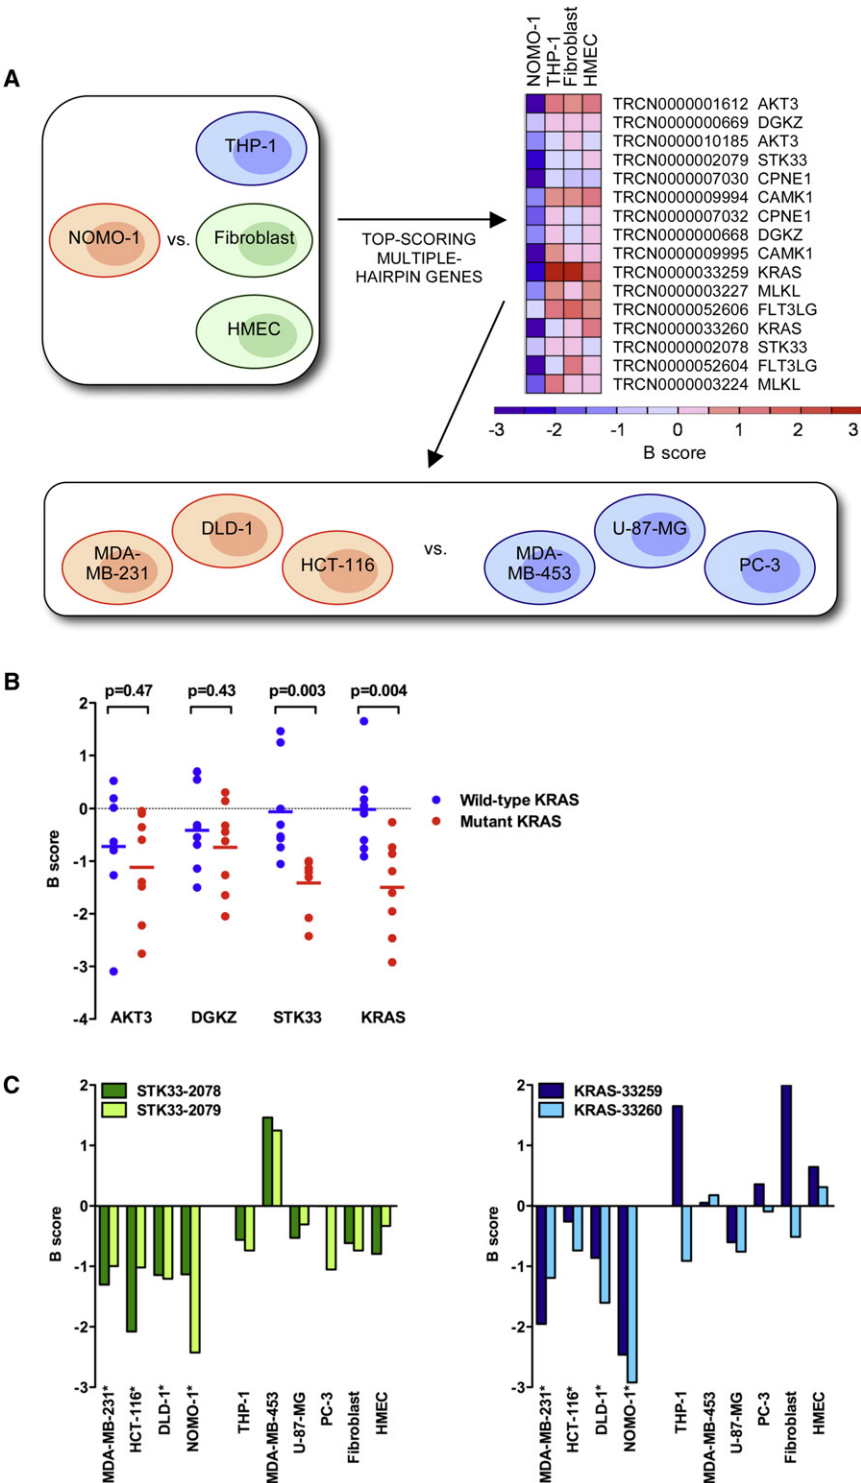 A
NOMO-1
THP-1
Fibroblast
HMEC
THP-1
NOMO-1
vs.
Fibroblast
HMEC
TOP-SCORING
MULTIPLE-
HAIRPIN GENES
TRCN0000001612 AKT3
TRCN0000000669 DGKZ
TRCN0000010185 AKT3
TRCN0000002079 STK33
TRCN0000007030 CPNE1
TRCN0000009994 CAMK1
TRCN0000007032 CPNE1
TRCN0000000668 DGKZ
TRCN0000009995 CAMK1
TRCN0000033259 KRAS
TRCN0000003227 MLKL
TRCN0000052606 FLT3LG
TRCN0000033260 KRAS
TRCN0000002078 STK33
TRCN0000052604 FLT3LG
TRCN0000003224 MLKL
-3 -2 -1 0 1 2 3
B score
MDA-
MB-231
DLD-1
HCT-116
vs.
MDA-
MB-453
U-87-MG
PC-3
B
p=0.47 p=0.43 p=0.003 p=0.004
2
1
0
-1
-2
-3
-4
B score
AKT3 DGKZ STK33 KRAS
Wild-type KRAS
Mutant KRAS
C
STK33-2078
STK33-2079
2
1
0
-1
-2
-3
B score
MDA-MB-231*
HCT-116*
DLD-1*
NOMO-1*
THP-1
MDA-MB-453
U-87-MG
PC-3
Fibroblast
HMEC
KRAS-33259
KRAS-33260
2
1
0
-1
-2
-3
B score
MDA-MB-231*
HCT-116*
DLD-1*
NOMO-1*
THP-1
MDA-MB-453
U-87-MG
PC-3
Fibroblast
HMEC